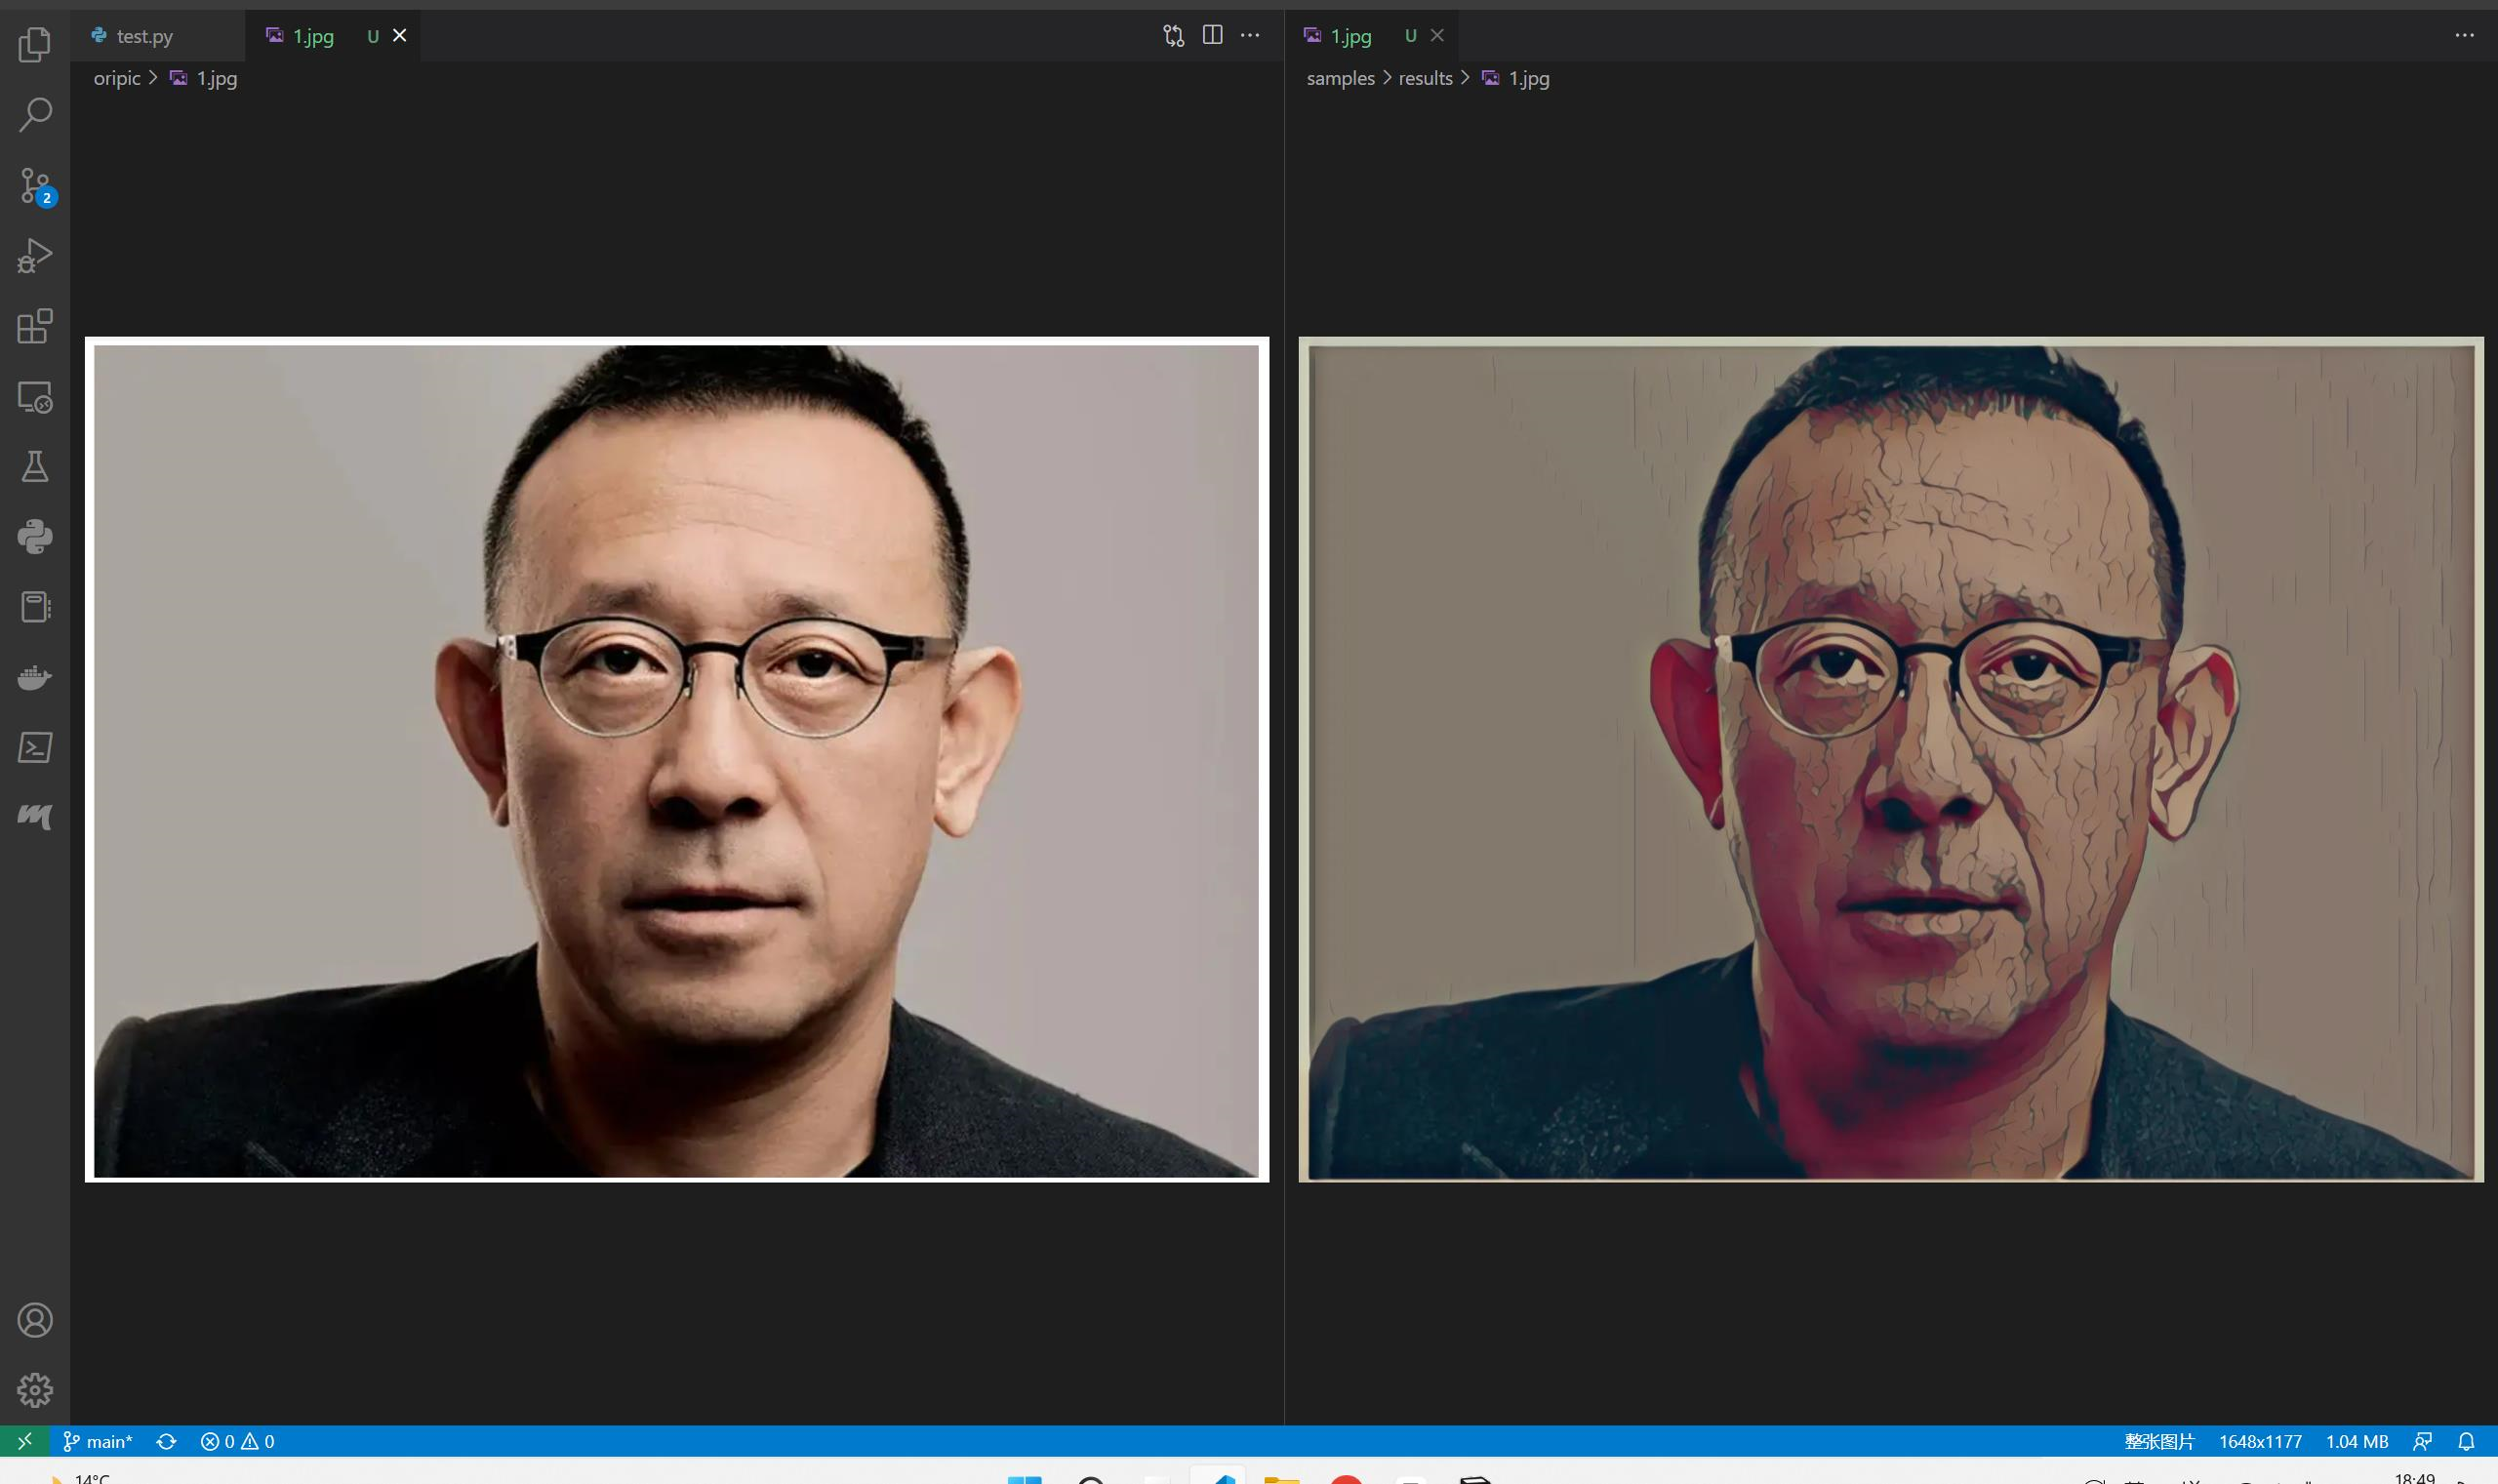 test.py
1.jpg U
1.jpg U
oripic > 1.jpg
samples > results > 1.jpg
2
main*
0 0
整张图片
1648x1177
1.04 MB
14°C
18:49